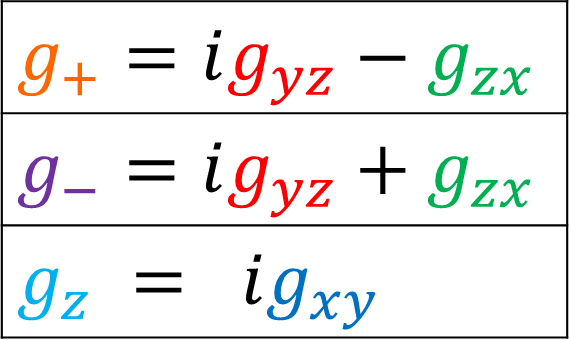 g₊ = ig_yz − g_zx
g₋ = ig_yz + g_zx
g_z = ig_xy